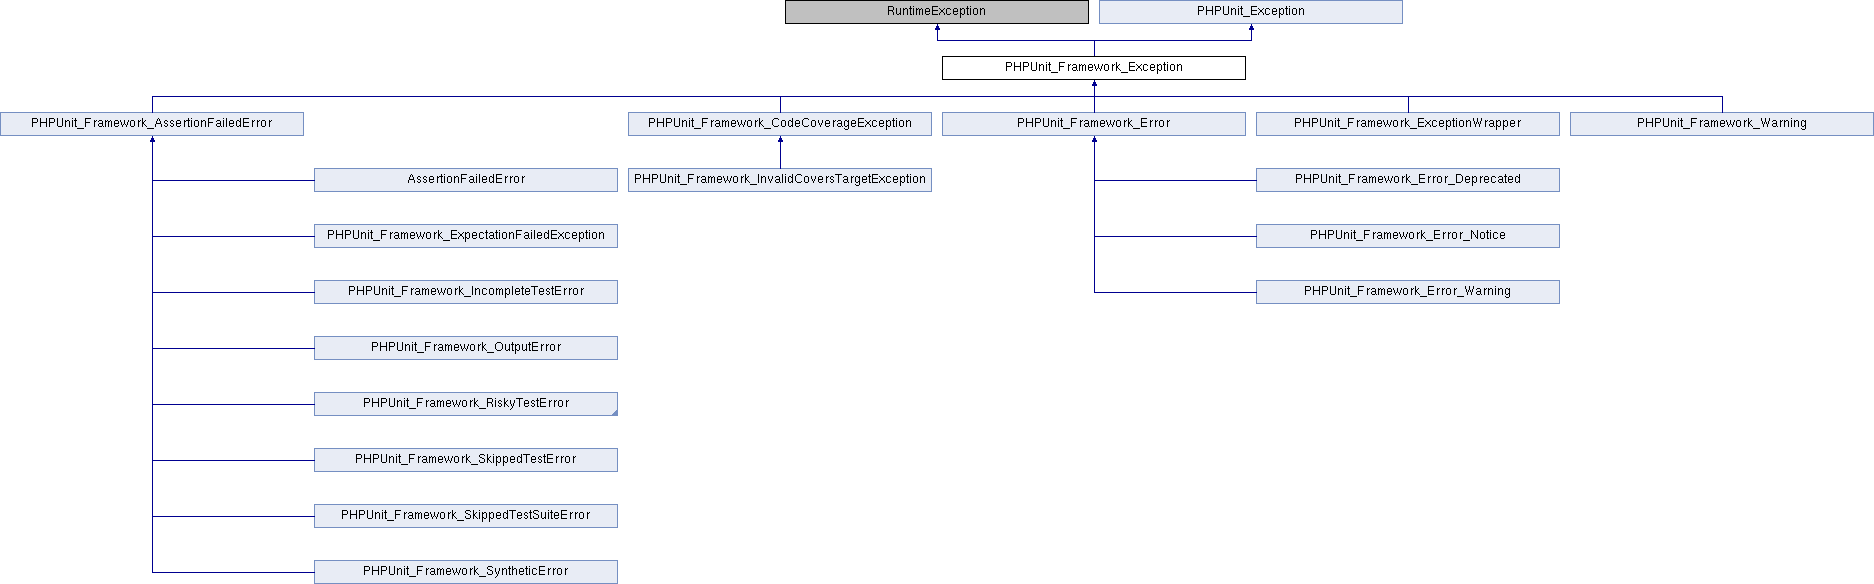 RuntimeException
PHPUnit_Exception
PHPUnit_Framework_Exception
PHPUnit_Framework_AssertionFailedError
PHPUnit_Framework_CodeCoverageException
PHPUnit_Framework_Error
PHPUnit_Framework_ExceptionWrapper
PHPUnit_Framework_Warning
AssertionFailedError
PHPUnit_Framework_InvalidCoversTargetException
PHPUnit_Framework_Error_Deprecated
PHPUnit_Framework_ExpectationFailedException
PHPUnit_Framework_Error_Notice
PHPUnit_Framework_IncompleteTestError
PHPUnit_Framework_Error_Warning
PHPUnit_Framework_OutputError
PHPUnit_Framework_RiskyTestError
PHPUnit_Framework_SkippedTestError
PHPUnit_Framework_SkippedTestSuiteError
PHPUnit_Framework_SyntheticError